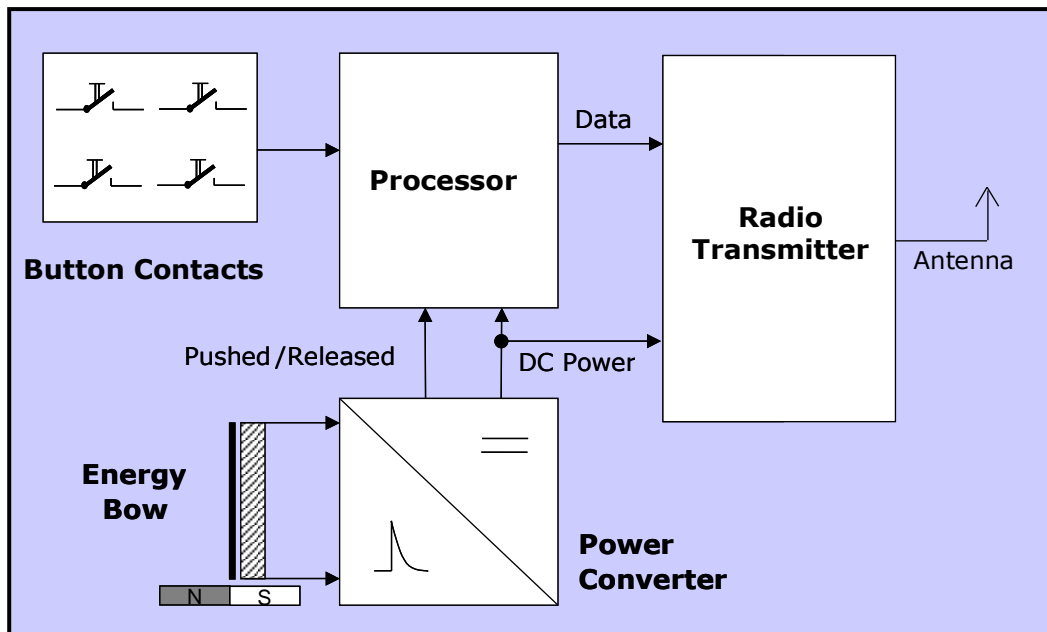 Button Contacts
Processor
Data
Radio
Transmitter
Antenna
Pushed/Released
DC Power
Energy
Bow
N S
Power
Converter